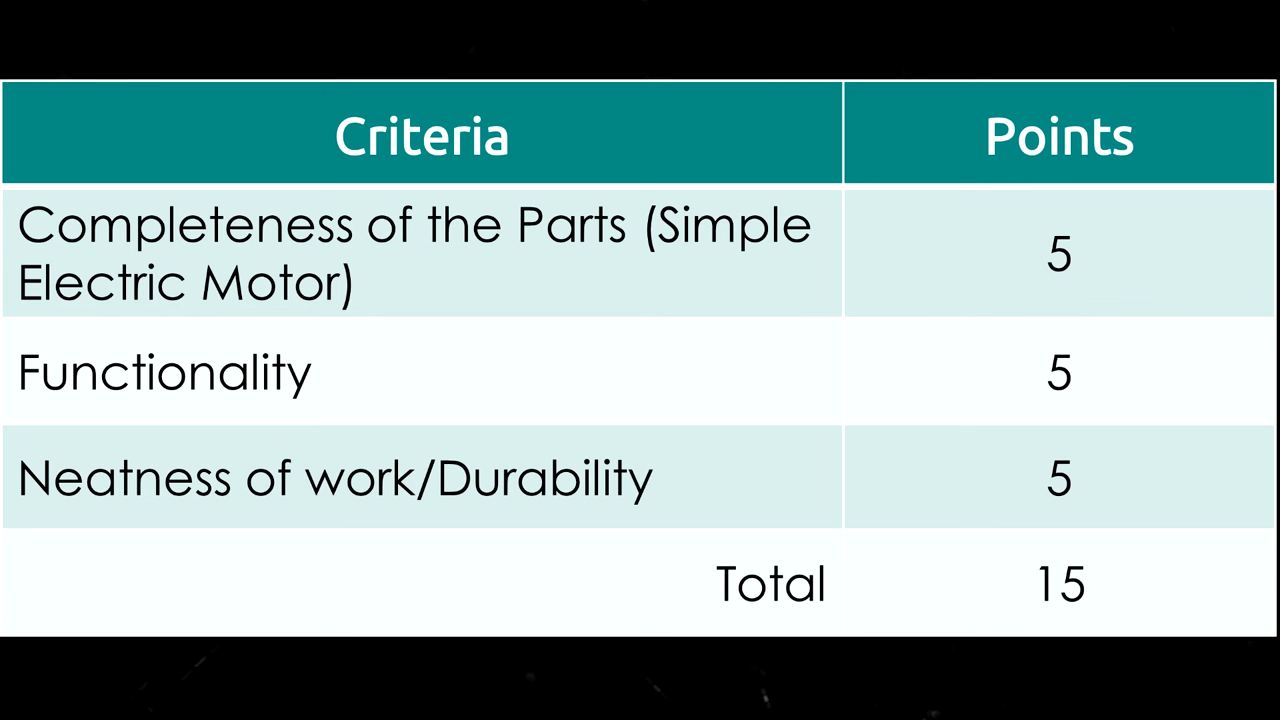 Criteria Points
Completeness of the Parts (Simple
Electric Motor) 5
Functionality 5
Neatness of work/Durability 5
Total 15